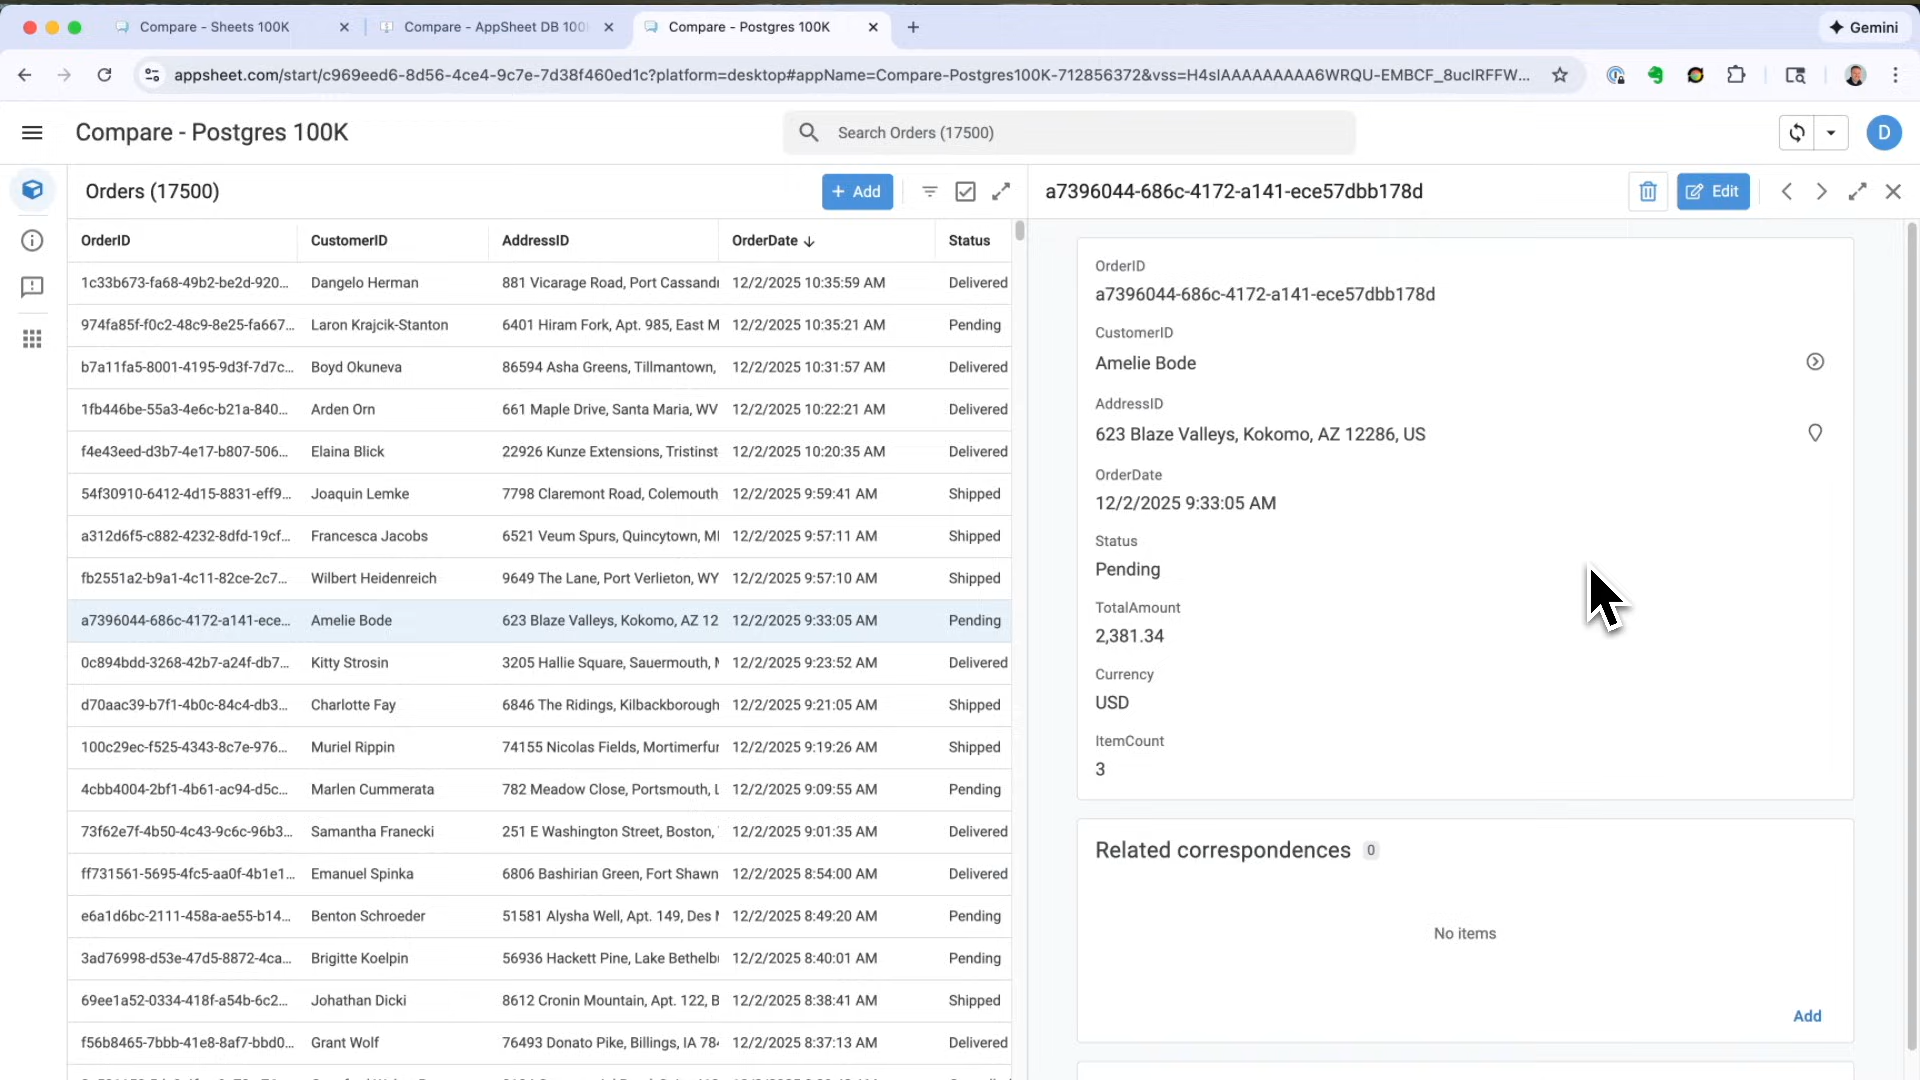 Compare - Sheets 100K
Compare - AppSheet DB 100
Compare - Postgres 100K
Gemini
appsheet.com/start/c969eed6-8d56-4ce4-9c7e-7d38f460ed1c?platform=desktop#appName=Compare-Postgres100K-712856372&vss=H4sIAAAAAAAAA6WRQU-EMBCF_8uclRFFW...
Compare - Postgres 100K
Search Orders (17500)
D
Orders (17500)
+ Add
a7396044-686c-4172-a141-ece57dbb178d
Edit
OrderID CustomerID AddressID OrderDate Status
1c33b673-fa68-49b2-be2d-920... Dangelo Herman 881 Vicarage Road, Port Cassandr 12/2/2025 10:35:59 AM Delivered
974fa85f-f0c2-48c9-8e25-fa667... Laron Krajcik-Stanton 6401 Hiram Fork, Apt. 985, East M 12/2/2025 10:35:21 AM Pending
b7a11fa5-8001-4195-9d3f-7d7c... Boyd Okuneva 86594 Asha Greens, Tillmantown, 12/2/2025 10:31:57 AM Delivered
1fb446be-55a3-4e6c-b21a-840... Arden Orn 661 Maple Drive, Santa Maria, WV 12/2/2025 10:22:21 AM Delivered
f4e43eed-d3b7-4e17-b807-506... Elaina Blick 22926 Kunze Extensions, Tristinst 12/2/2025 10:20:35 AM Delivered
54f30910-6412-4d15-8831-eff9... Joaquin Lemke 7798 Claremont Road, Colemouth 12/2/2025 9:59:41 AM Shipped
a312d6f5-c882-4232-8dfd-19cf... Francesca Jacobs 6521 Veum Spurs, Quincytown, MI 12/2/2025 9:57:11 AM Shipped
fb2551a2-b9a1-4c11-82ce-2c7... Wilbert Heidenreich 9649 The Lane, Port Verlieton, WY 12/2/2025 9:57:10 AM Shipped
a7396044-686c-4172-a141-ece... Amelie Bode 623 Blaze Valleys, Kokomo, AZ 12 12/2/2025 9:33:05 AM Pending
0c894bdd-3268-42b7-a24f-db7... Kitty Strosin 3205 Hallie Square, Sauermouth, 12/2/2025 9:23:52 AM Delivered
d70aac39-b7f1-4b0c-84c4-db3... Charlotte Fay 6846 The Ridings, Kilbackborough 12/2/2025 9:21:05 AM Shipped
100c29ec-f525-4343-8c7e-976... Muriel Rippin 74155 Nicolas Fields, Mortimerfur 12/2/2025 9:19:26 AM Shipped
4cbb4004-2bf1-4b61-ac94-d5c... Marlen Cummerata 782 Meadow Close, Portsmouth, 12/2/2025 9:09:55 AM Pending
73f62e7f-4b50-4c43-9c6c-96b3... Samantha Franecki 251 E Washington Street, Boston, 12/2/2025 9:01:35 AM Delivered
ff731561-5695-4fc5-aa0f-4b1e1... Emanuel Spinka 6806 Bashirian Green, Fort Shawn 12/2/2025 8:54:00 AM Delivered
e6a1d6bc-2111-458a-ae55-b14... Benton Schroeder 51581 Alysha Well, Apt. 149, Des 12/2/2025 8:49:20 AM Pending
3ad76998-d53e-47d5-8872-4ca... Brigitte Koelpin 56936 Hackett Pine, Lake Bethelb 12/2/2025 8:40:01 AM Pending
69ee1a52-0334-418f-a54b-6c2... Johathan Dicki 8612 Cronin Mountain, Apt. 122, B 12/2/2025 8:38:41 AM Shipped
f56b8465-7bbb-41e8-8af7-bbd0... Grant Wolf 76493 Donato Pike, Billings, IA 78 12/2/2025 8:37:13 AM Delivered
OrderID
a7396044-686c-4172-a141-ece57dbb178d
CustomerID
Amelie Bode
AddressID
623 Blaze Valleys, Kokomo, AZ 12286, US
OrderDate
12/2/2025 9:33:05 AM
Status
Pending
TotalAmount
2,381.34
Currency
USD
ItemCount
3
Related correspondences 0
No items
Add